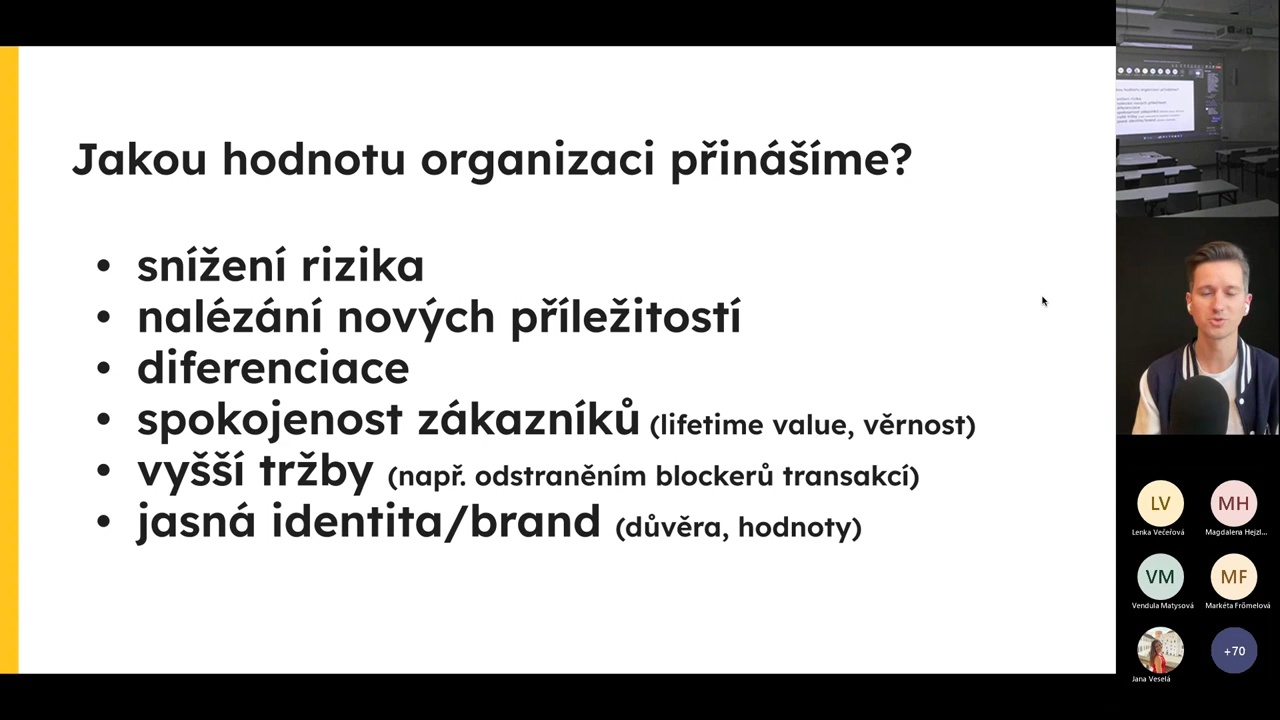 Jakou hodnotu organizaci přinášíme?
• snížení rizika
• nalézání nových příležitostí
• diferenciace
• spokojenost zákazníků (lifetime value, věrnost)
• vyšší tržby (např. odstraněním blockerů transakcí)
• jasná identita/brand (důvěra, hodnoty)
LV
MH
Lenka Večeřová
Magdalena Hejzl...
VM
MF
Vendula Matysová
Markéta Frömelová
+70
Jana Veselá